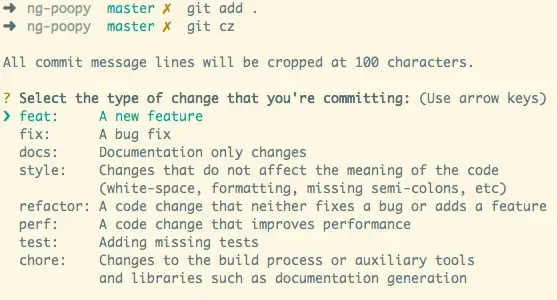 ➜ ng-poopy master ✗ git add .
➜ ng-poopy master ✗ git cz
All commit message lines will be cropped at 100 characters.
? Select the type of change that you're committing: (Use arrow keys)
❯ feat: A new feature
fix: A bug fix
docs: Documentation only changes
style: Changes that do not affect the meaning of the code
(white-space, formatting, missing semi-colons, etc)
refactor: A code change that neither fixes a bug or adds a feature
perf: A code change that improves performance
test: Adding missing tests
chore: Changes to the build process or auxiliary tools
and libraries such as documentation generation